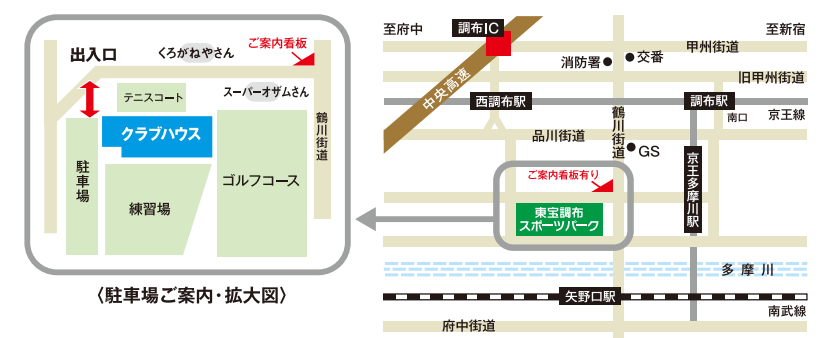 出入口
くろがねやさん
ご案内看板
テニスコート
スーパーオザムさん
鶴川街道
クラブハウス
駐車場
練習場
ゴルフコース
〈駐車場ご案内・拡大図〉
至府中
調布IC
至新宿
甲州街道
消防署
交番
旧甲州街道
中央高速
西調布駅
調布駅
南口
京王線
鶴川街道
品川街道
GS
京王多摩川駅
ご案内看板有り
東宝調布
スポーツパーク
多摩川
矢野口駅
南武線
府中街道